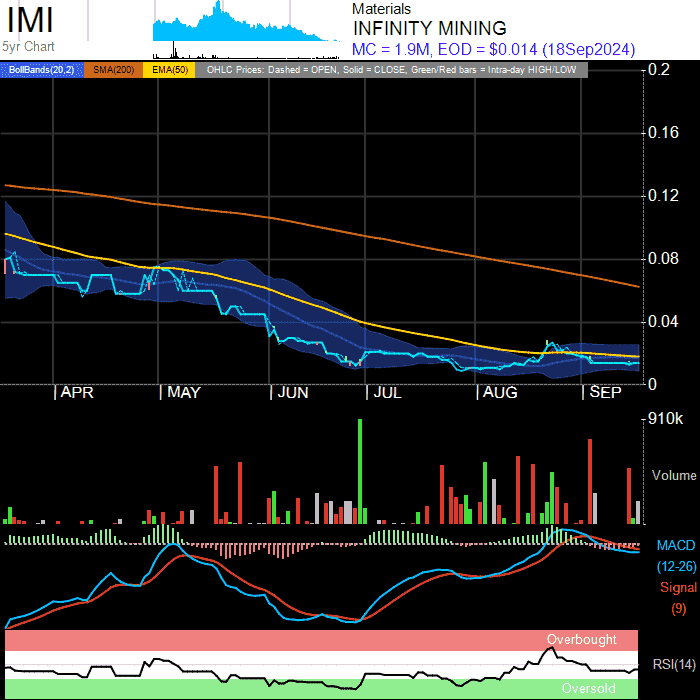 IMI
5yr Chart
Materials
INFINITY MINING
MC = 1.9M, EOD = $0.014 (18Sep2024)
BollBands(20,2) SMA(200) EMA(50) OHLC Prices: Dashed = OPEN, Solid = CLOSE, Green/Red bars = Intra-day HIGH/LOW
0.2
0.16
0.12
0.08
0.04
0
APR MAY JUN JUL AUG SEP
910k
Volume
MACD
(12-26)
Signal
(9)
Overbought
RSI(14)
Oversold